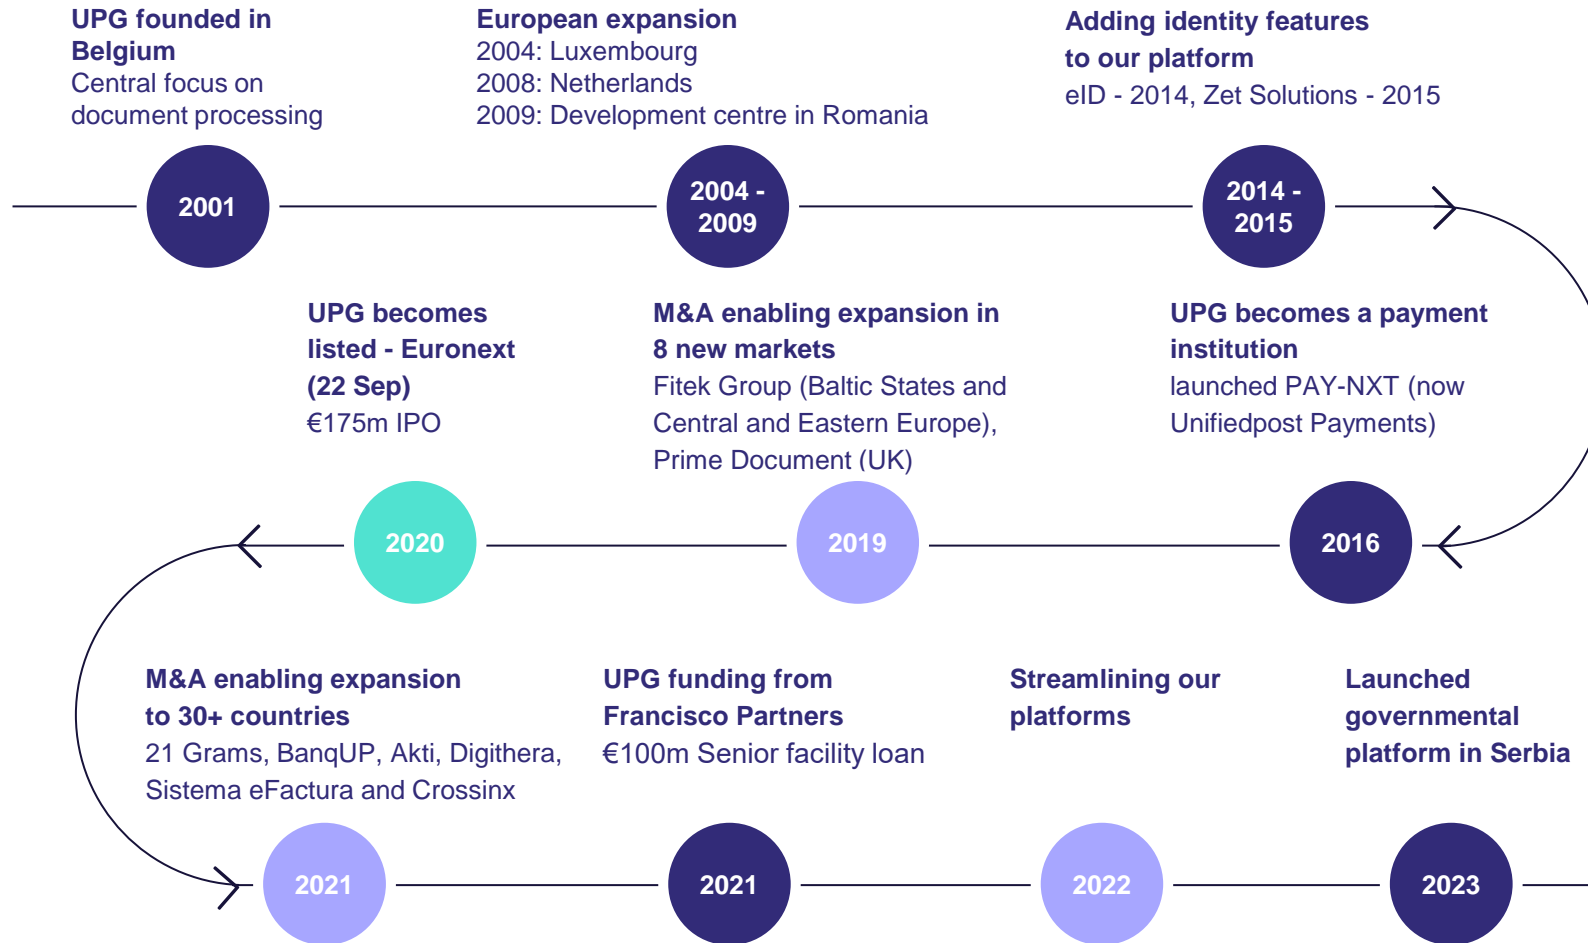 UPG founded in
Belgium
Central focus on
document processing
European expansion
2004: Luxembourg
2008: Netherlands
2009: Development centre in Romania
Adding identity features
to our platform
eID - 2014, Zet Solutions - 2015
2001
2004 -
2009
2014 -
2015
UPG becomes
listed - Euronext
(22 Sep)
€175m IPO
M&A enabling expansion in
8 new markets
Fitek Group (Baltic States and
Central and Eastern Europe),
Prime Document (UK)
UPG becomes a payment
institution
launched PAY-NXT (now
Unifiedpost Payments)
2020
2019
2016
M&A enabling expansion
to 30+ countries
21 Grams, BanqUP, Akti, Digithera,
Sistema eFactura and Crossinx
UPG funding from
Francisco Partners
€100m Senior facility loan
Streamlining our
platforms
Launched
governmental
platform in Serbia
2021
2021
2022
2023